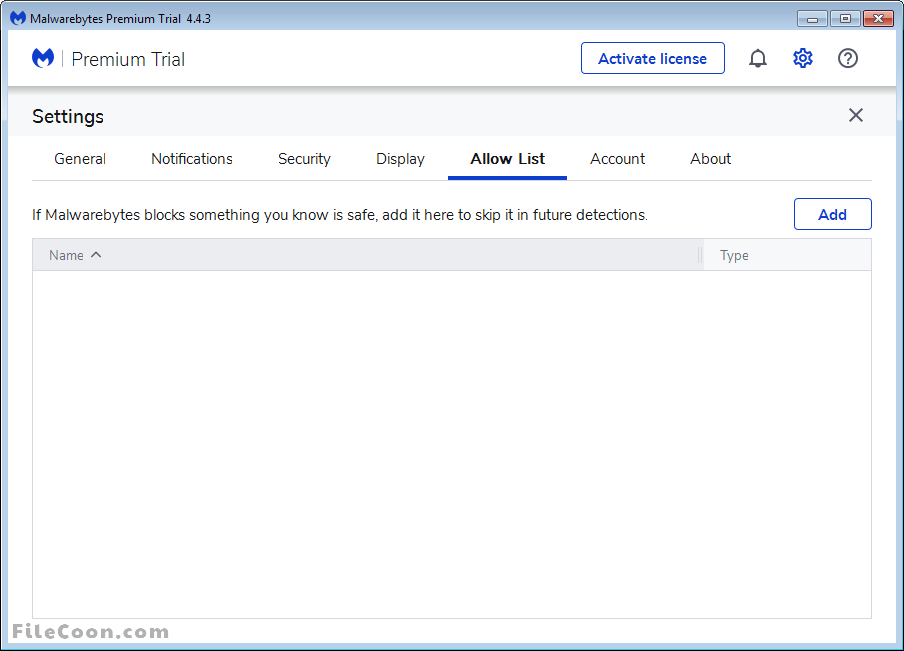 Malwarebytes Premium Trial 4.4.3
Premium Trial
Activate license
Settings
General Notifications Security Display Allow List Account About
If Malwarebytes blocks something you know is safe, add it here to skip it in future detections.
Add
Name Type
FileCoon.com